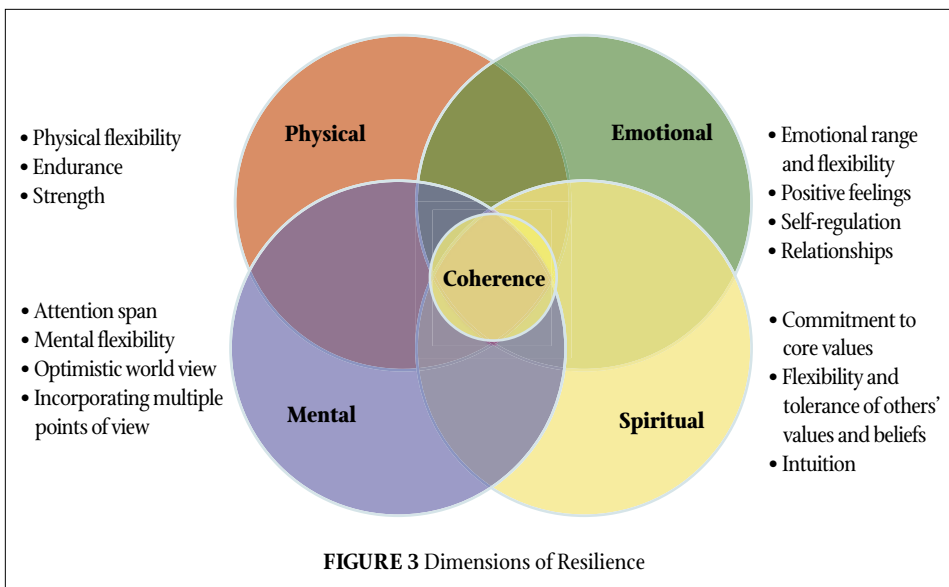 Physical
Emotional
• Physical flexibility
• Endurance
• Strength
• Emotional range
and flexibility
• Positive feelings
• Self-regulation
• Relationships
Coherence
• Attention span
• Mental flexibility
• Optimistic world view
• Incorporating multiple
points of view
• Commitment to
core values
• Flexibility and
tolerance of others’
values and beliefs
• Intuition
Mental
Spiritual
FIGURE 3 Dimensions of Resilience